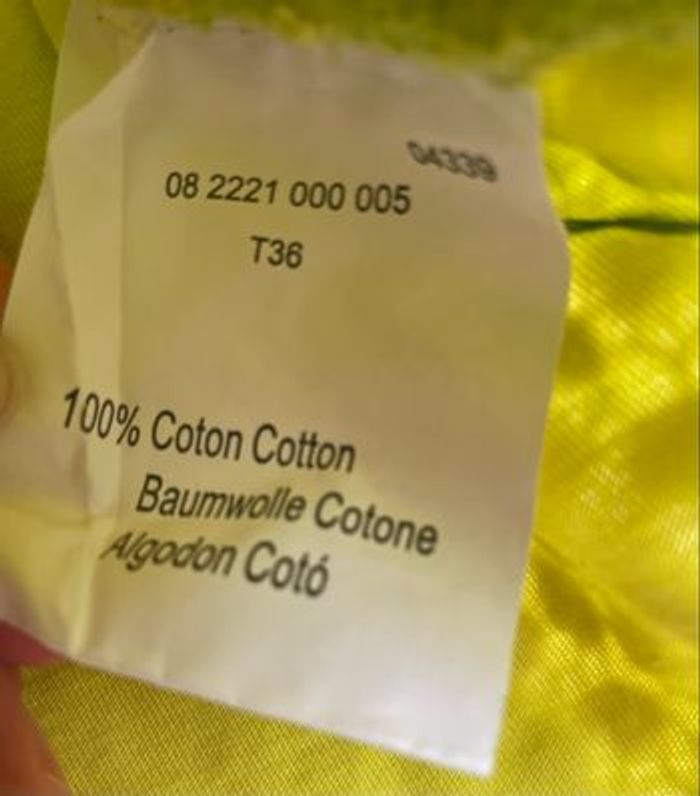 04339
08 2221 000 005
T36
100% Coton Cotton
Baumwolle Cotone
Algodon Cotó